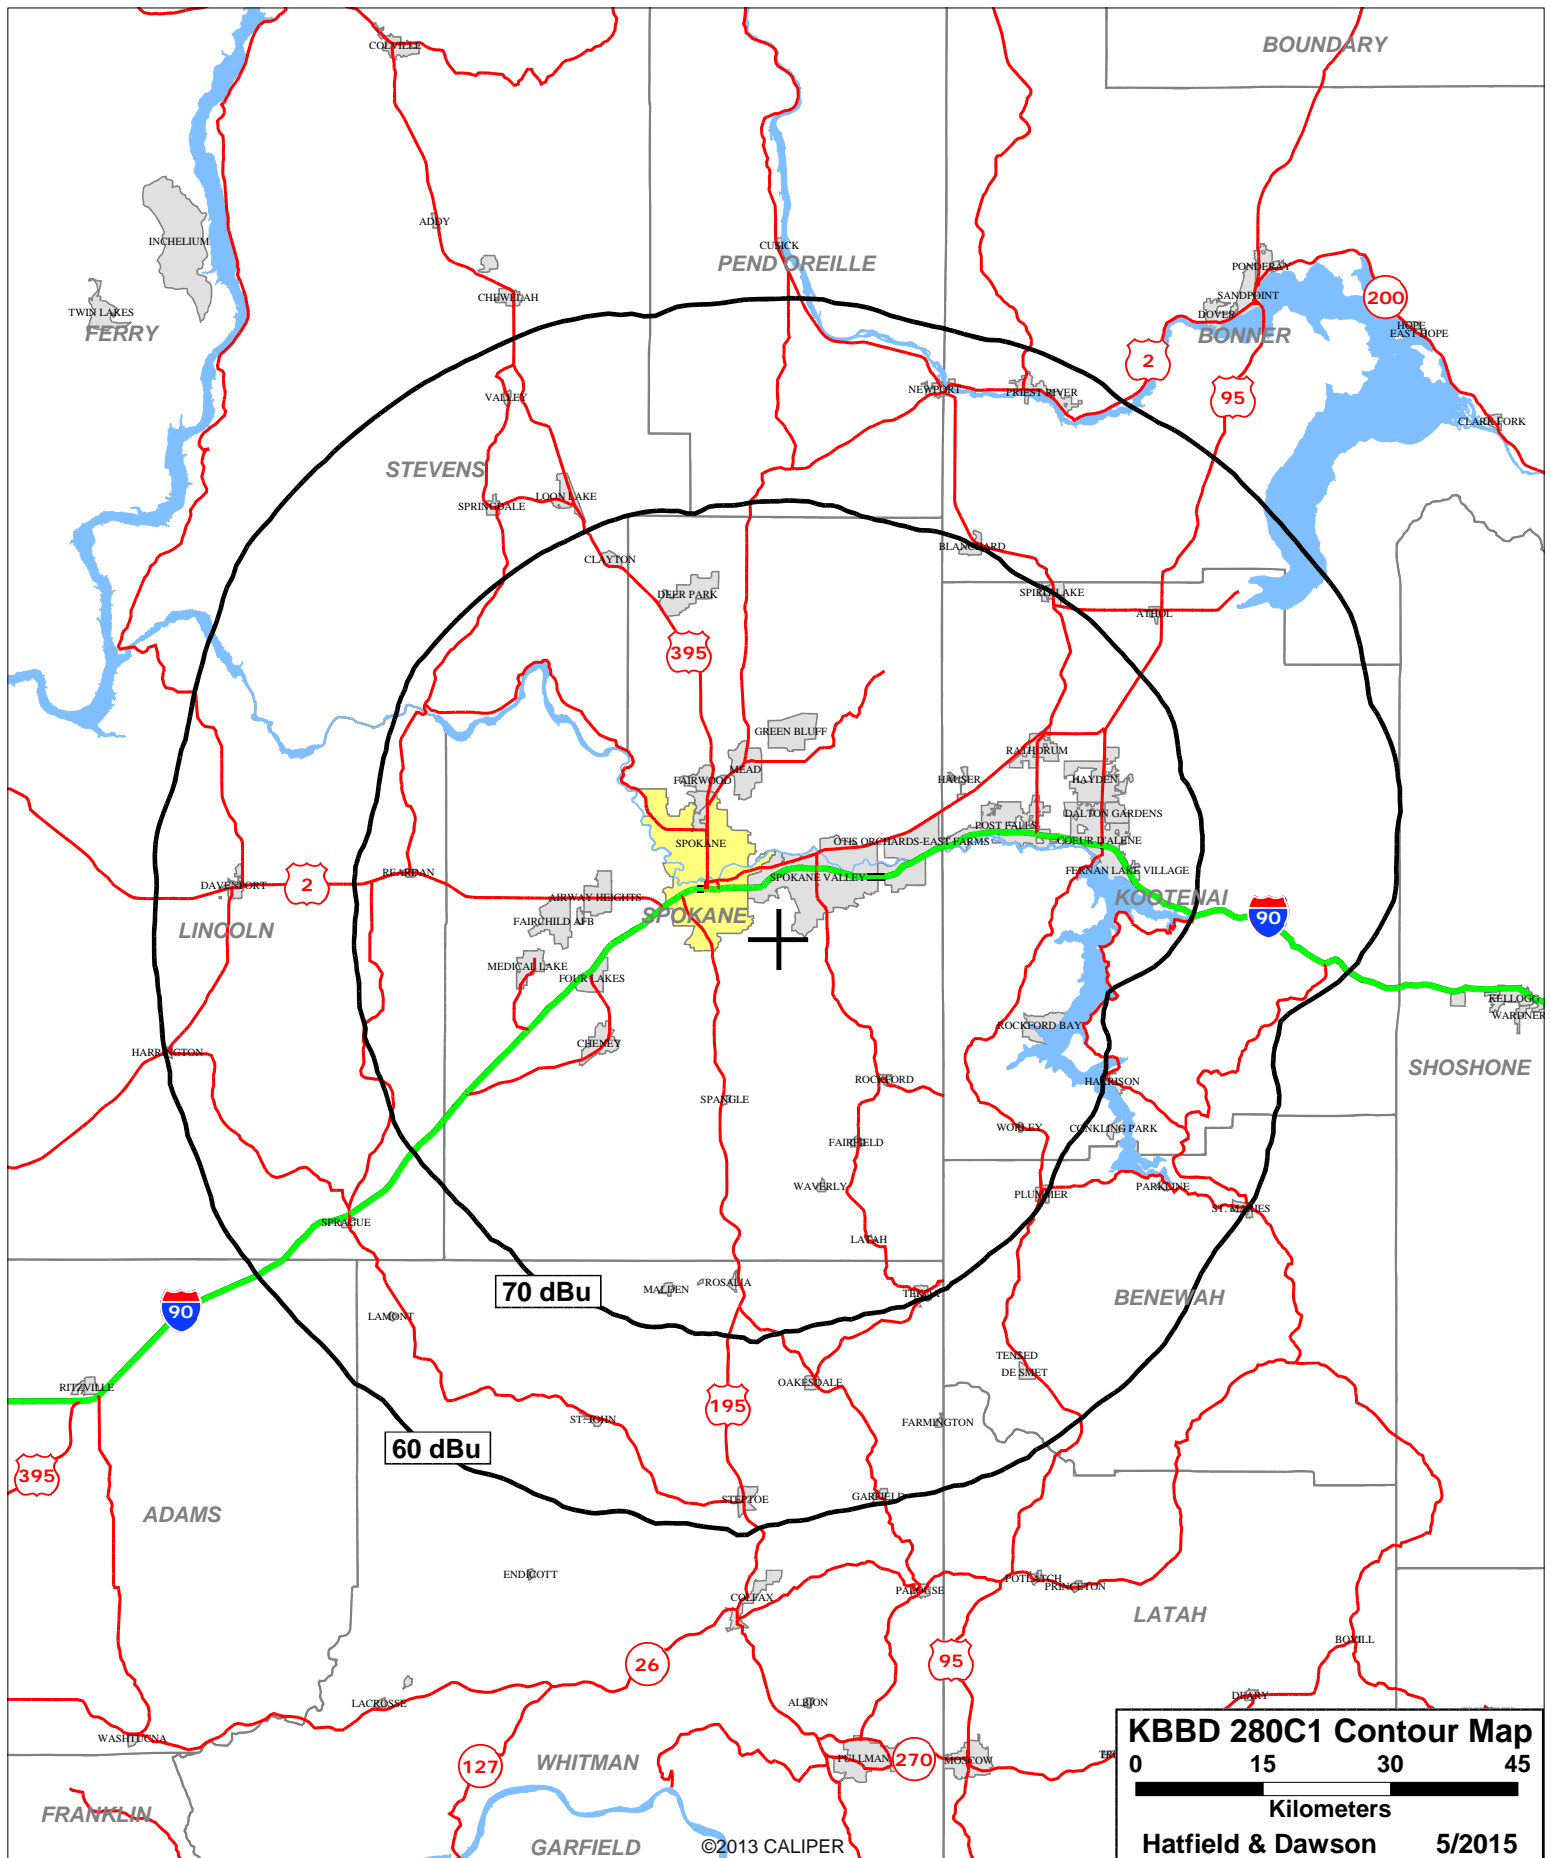 COLVILLE
BOUNDARY
ADDY
INCHELIUM
CUSICK
PEND OREILLE
PONDERAY
CHEWELAH
SANDPOINT
200
TWIN LAKES
DOVER
HOPE
FERRY
BONNER
EAST HOPE
2
NEWPORT
PRIEST RIVER
VALLEY
95
CLARK FORK
STEVENS
LOON LAKE
SPRINGDALE
BLANCHARD
CLAYTON
DEER PARK
SPIRIT LAKE
ATHOL
395
GREEN BLUFF
RATHDRUM
MEAD
FAIRWOOD
HAUSER
HAYDEN
DALTON GARDENS
POST FALLS
SPOKANE
OTIS ORCHARDS-EAST FARMS
COEUR D'ALENE
REARDAN
FERNAN LAKE VILLAGE
SPOKANE VALLEY
DAVENPORT
2
AIRWAY HEIGHTS
KOOTENAI
SPOKANE
90
FAIRCHILD AFB
LINCOLN
MEDICAL LAKE
FOUR LAKES
KELLOGG
WARDNER
ROCKFORD BAY
CHENEY
HARRINGTON
SHOSHONE
ROCKFORD
HARRISON
SPANGLE
WORLEY
CONKLING PARK
FAIRFIELD
WAVERLY
PLUMMER
PARKLINE
ST. MARIES
SPRAGUE
LATAH
70 dBu
MALDEN
ROSALIA
TEKOA
BENEWAH
90
LAMONT
TENSED
DE SMET
RITZVILLE
OAKESDALE
195
ST. JOHN
FARMINGTON
60 dBu
395
STEPTOE
GARFIELD
ADAMS
ENDICOTT
POTLATCH
PRINCETON
COLFAX
PALOUSE
LATAH
BOVILL
26
95
LACROSSE
ALBION
DEARY
WASHTUCNA
WHITMAN
127
PULLMAN
270
MOSCOW
FRANKLIN
GARFIELD
©2013 CALIPER
KBBD 280C1 Contour Map
0 15 30 45
Kilometers
Hatfield & Dawson 5/2015